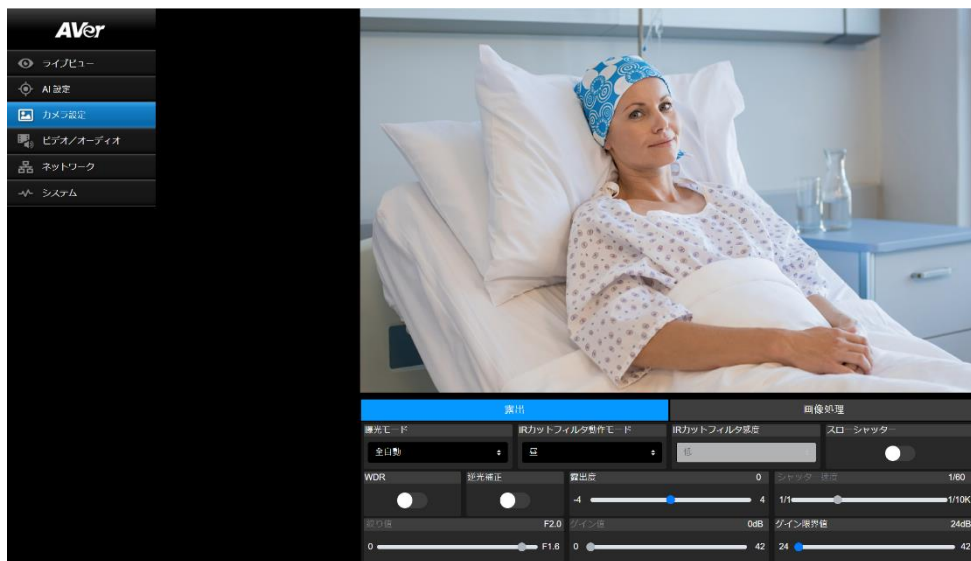 AVer
ライブビュー
AI 設定
カメラ設定
ビデオ/オーディオ
ネットワーク
システム
露出
画像処理
曝光モード
IRカットフィルタ動作モード
IRカットフィルタ感度
スローシャッター
全自動
昼
低
WDR
逆光補正
露出度
0
シャッター速度
1/60
-4
4
1/1
1/10K
絞り値
F2.0
ゲイン値
0dB
ゲイン限界値
24dB
0
F1.6
0
42
24
42